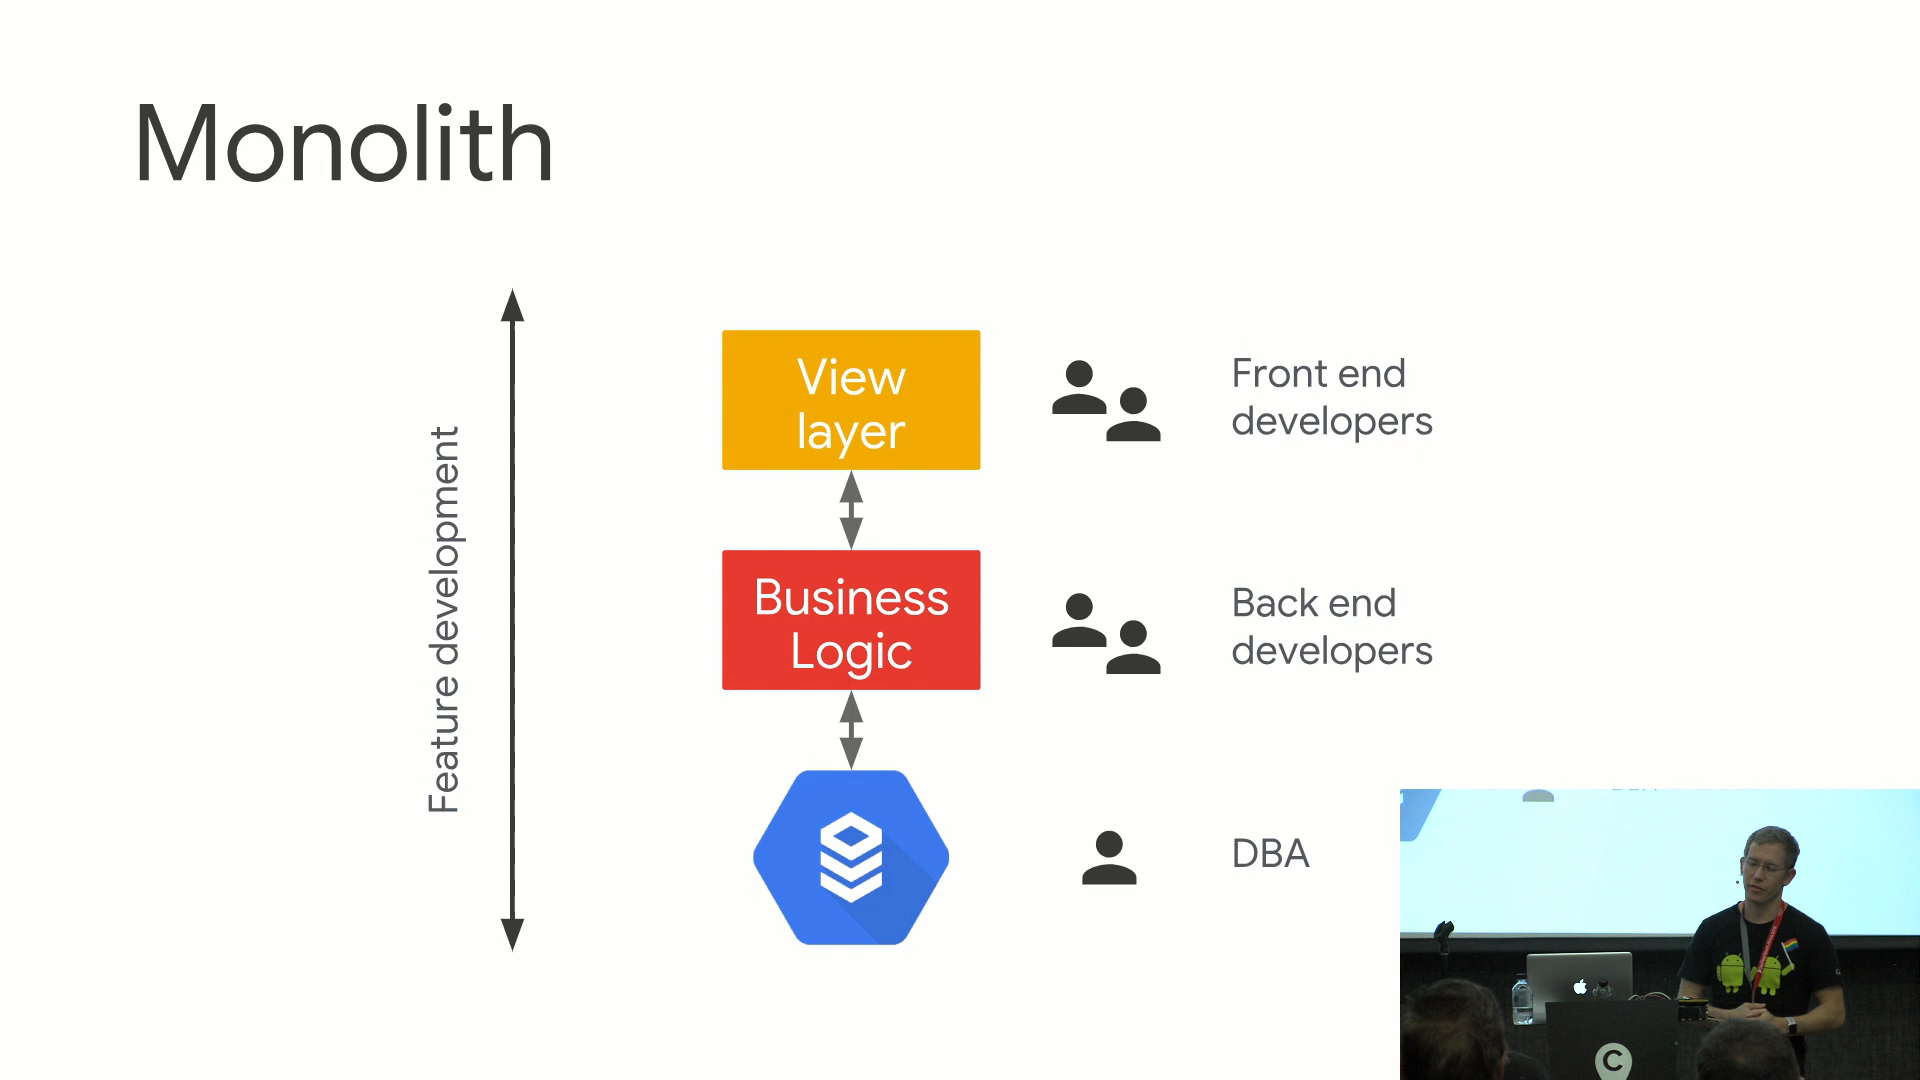 Monolith
Feature development
View
layer
Front end
developers
Business
Logic
Back end
developers
DBA
C